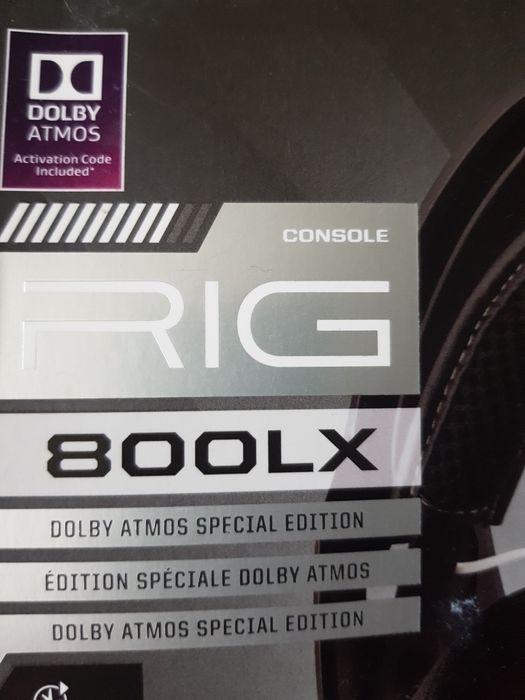 DOLBY
ATMOS
Activation Code
Included*
CONSOLE
RIG
800LX
DOLBY ATMOS SPECIAL EDITION
ÉDITION SPÉCIALE DOLBY ATMOS
DOLBY ATMOS SPECIAL EDITION